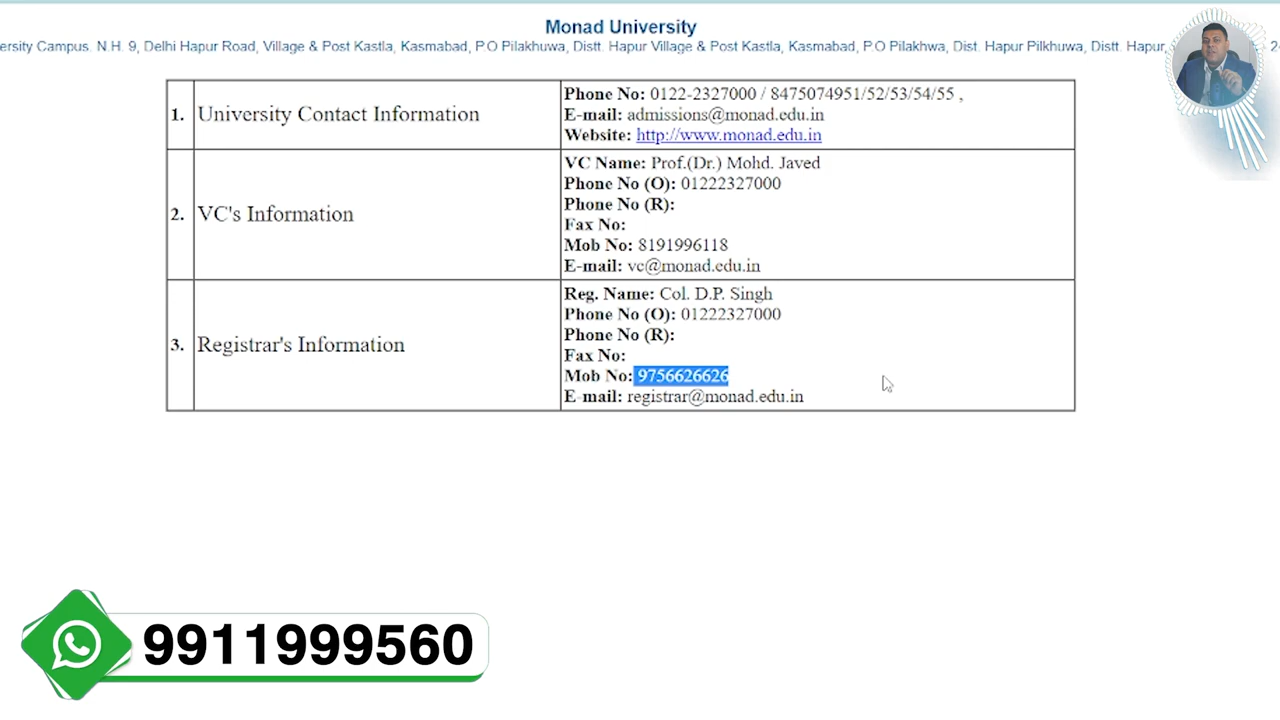 Monad University
ersity Campus. N.H. 9, Delhi Hapur Road, Village & Post Kastla, Kasmabad, P.O Pilakhuwa, Distt. Hapur Village & Post Kastla, Kasmabad, P.O Pilakhwa, Dist. Hapur Pilkhuwa, Distt. Hapur,
1. University Contact Information
Phone No: 0122-2327000 / 8475074951/52/53/54/55 ,
E-mail: admissions@monad.edu.in
Website: http://www.monad.edu.in
2. VC's Information
VC Name: Prof.(Dr.) Mohd. Javed
Phone No (O): 01222327000
Phone No (R):
Fax No:
Mob No: 8191996118
E-mail: vc@monad.edu.in
3. Registrar's Information
Reg. Name: Col. D.P. Singh
Phone No (O): 01222327000
Phone No (R):
Fax No:
Mob No: 9756626626
E-mail: registrar@monad.edu.in
9911999560